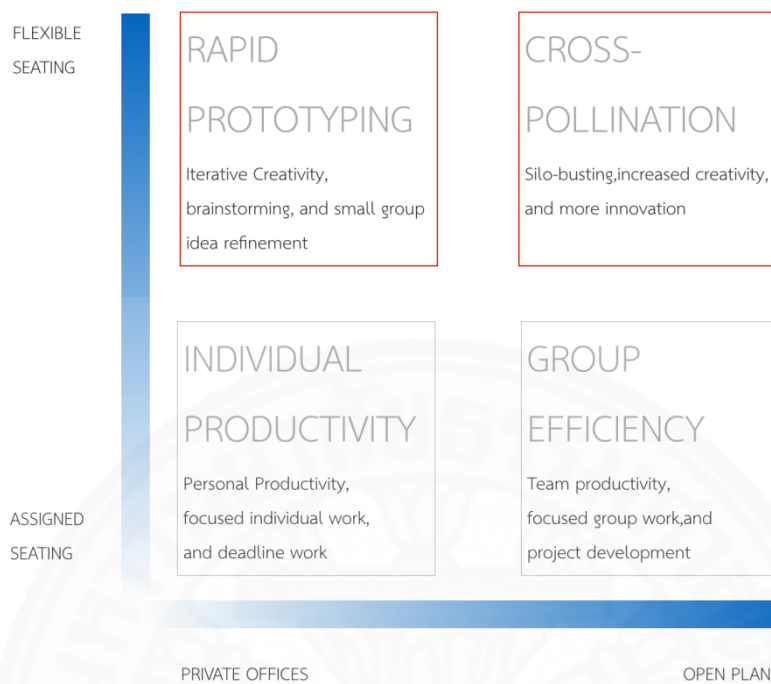 FLEXIBLE
SEATING
RAPID
PROTOTYPING
Iterative Creativity,
brainstorming, and small group
idea refinement
CROSS-
POLLINATION
Silo-busting,increased creativity,
and more innovation
INDIVIDUAL
PRODUCTIVITY
Personal Productivity,
focused individual work,
and deadline work
GROUP
EFFICIENCY
Team productivity,
focused group work,and
project development
ASSIGNED
SEATING
PRIVATE OFFICES
OPEN PLAN